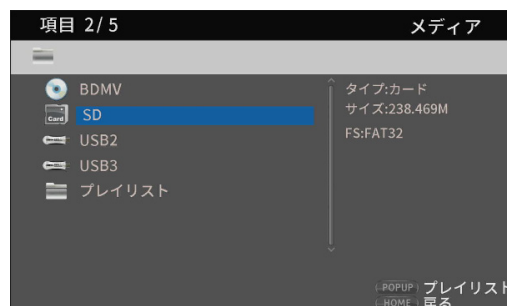 項目 2/5
メディア
BDMV
Card
SD
USB2
USB3
プレイリスト
タイプ:カード
サイズ:238.469M
FS:FAT32
POPUP プレイリスト
HOME 戻る